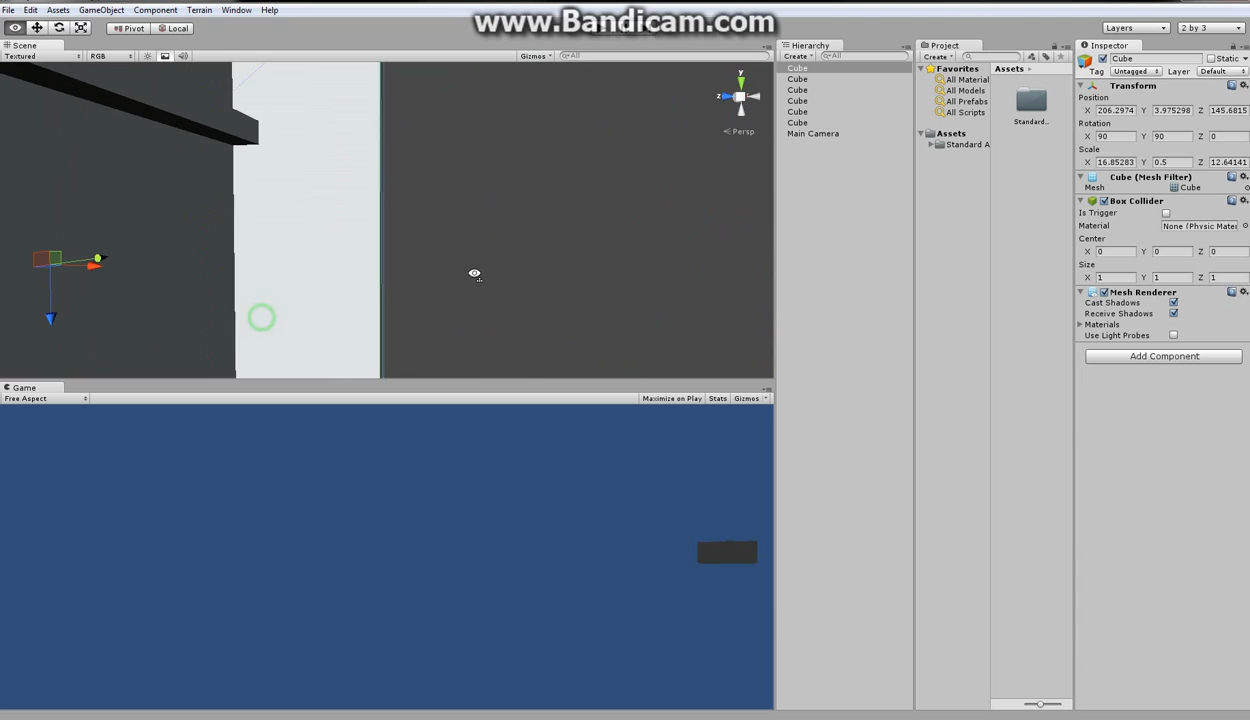 www.Bandicam.com
File Edit Assets GameObject Component Terrain Window Help
Pivot Local Layers 2 by 3
Scene
Textured RGB Gizmos All
y
z
Persp
Hierarchy
Create All
Cube
Cube
Cube
Cube
Cube
Cube
Main Camera
Project
Create
Favorites
All Material
All Models
All Prefabs
All Scripts
Assets
Standard A
Assets
Standard..
Inspector
Cube Static
Tag Untagged Layer Default
Transform
Position
X 206.2974 Y 3.975298 Z 145.6815
Rotation
X 90 Y 90 Z 0
Scale
X 16.85283 Y 0.5 Z 12.64141
Cube (Mesh Filter)
Mesh Cube
Box Collider
Is Trigger
Material None (Physic Mater
Center
X 0 Y 0 Z 0
Size
X 1 Y 1 Z 1
Mesh Renderer
Cast Shadows
Receive Shadows
Materials
Use Light Probes
Add Component
Game
Free Aspect Maximize on Play Stats Gizmos